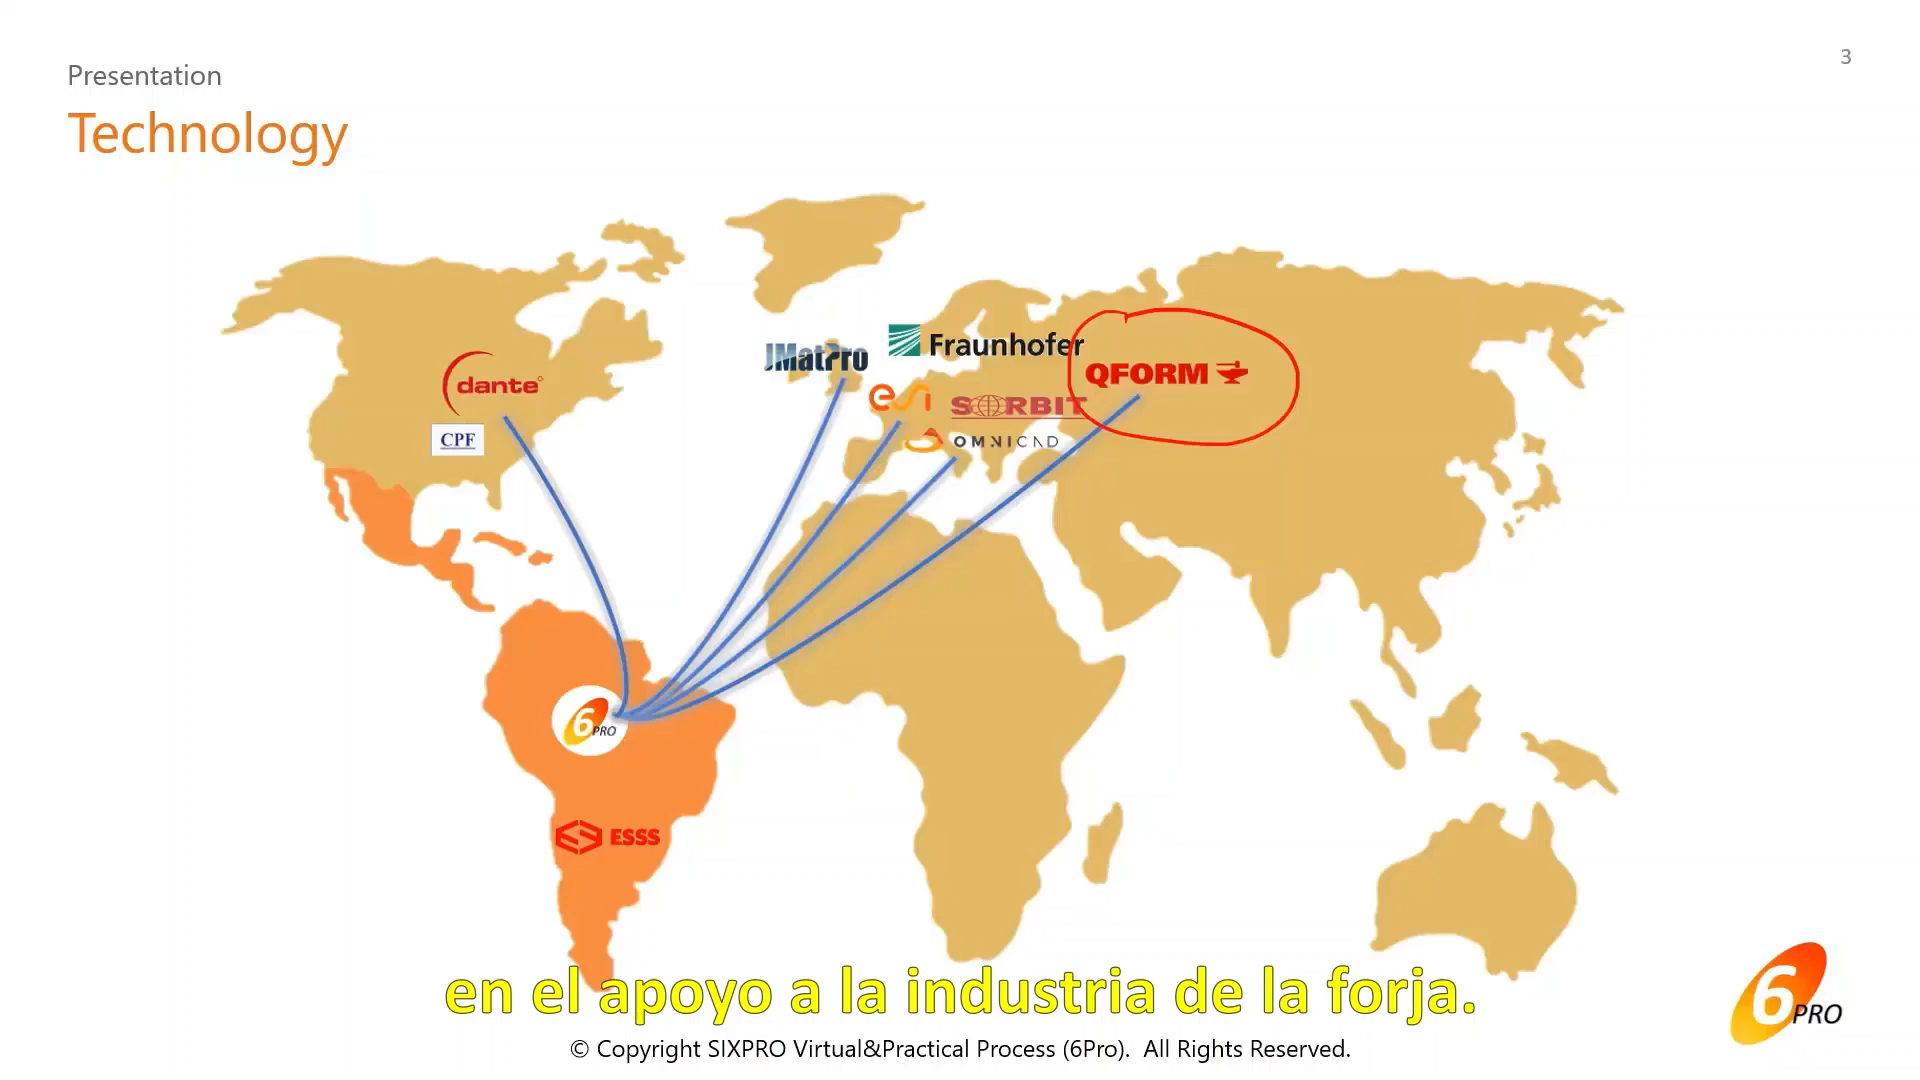 Presentation
3
Technology
JMatPro
Fraunhofer
QFORM
dante
esi
SORBIT
CPF
OMNICAD
6
PRO
ESSS
en el apoyo a la industria de la forja.
6
PRO
© Copyright SIXPRO Virtual&Practical Process (6Pro).  All Rights Reserved.